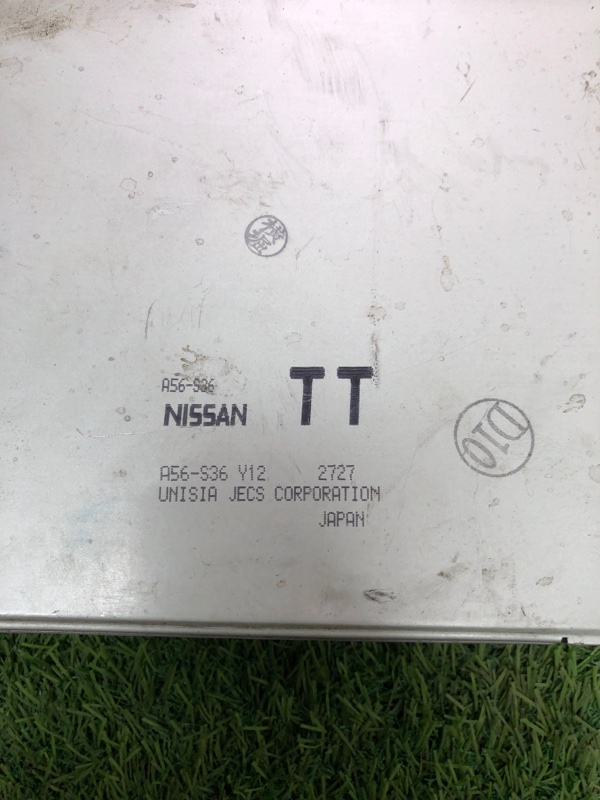 A56-S36
NISSAN TT
D10
A56-S36 Y12 2727
UNISIA JECS CORPORATION
JAPAN